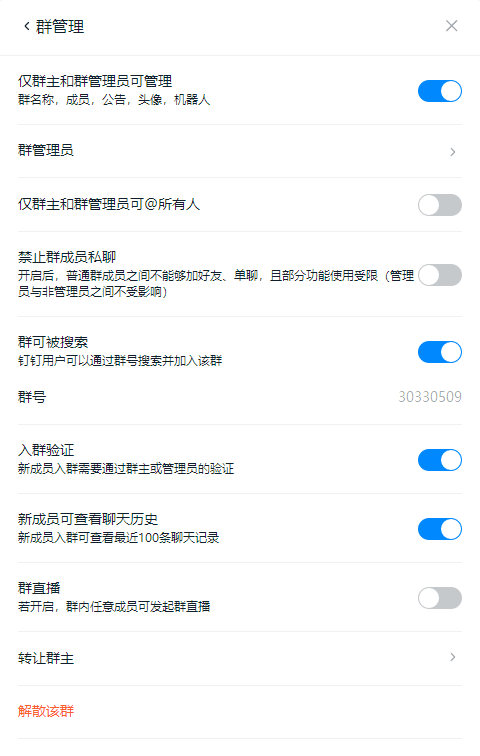 群管理
仅群主和群管理员可管理
群名称，成员，公告，头像，机器人
群管理员
仅群主和群管理员可@所有人
禁止群成员私聊
开启后，普通群成员之间不能够加好友、单聊，且部分功能使用受限（管理
员与非管理员之间不受影响）
群可被搜索
钉钉用户可以通过群号搜索并加入该群
群号 30330509
入群验证
新成员入群需要通过群主或管理员的验证
新成员可查看聊天历史
新成员入群可查看最近100条聊天记录
群直播
若开启，群内任意成员可发起群直播
转让群主
解散该群